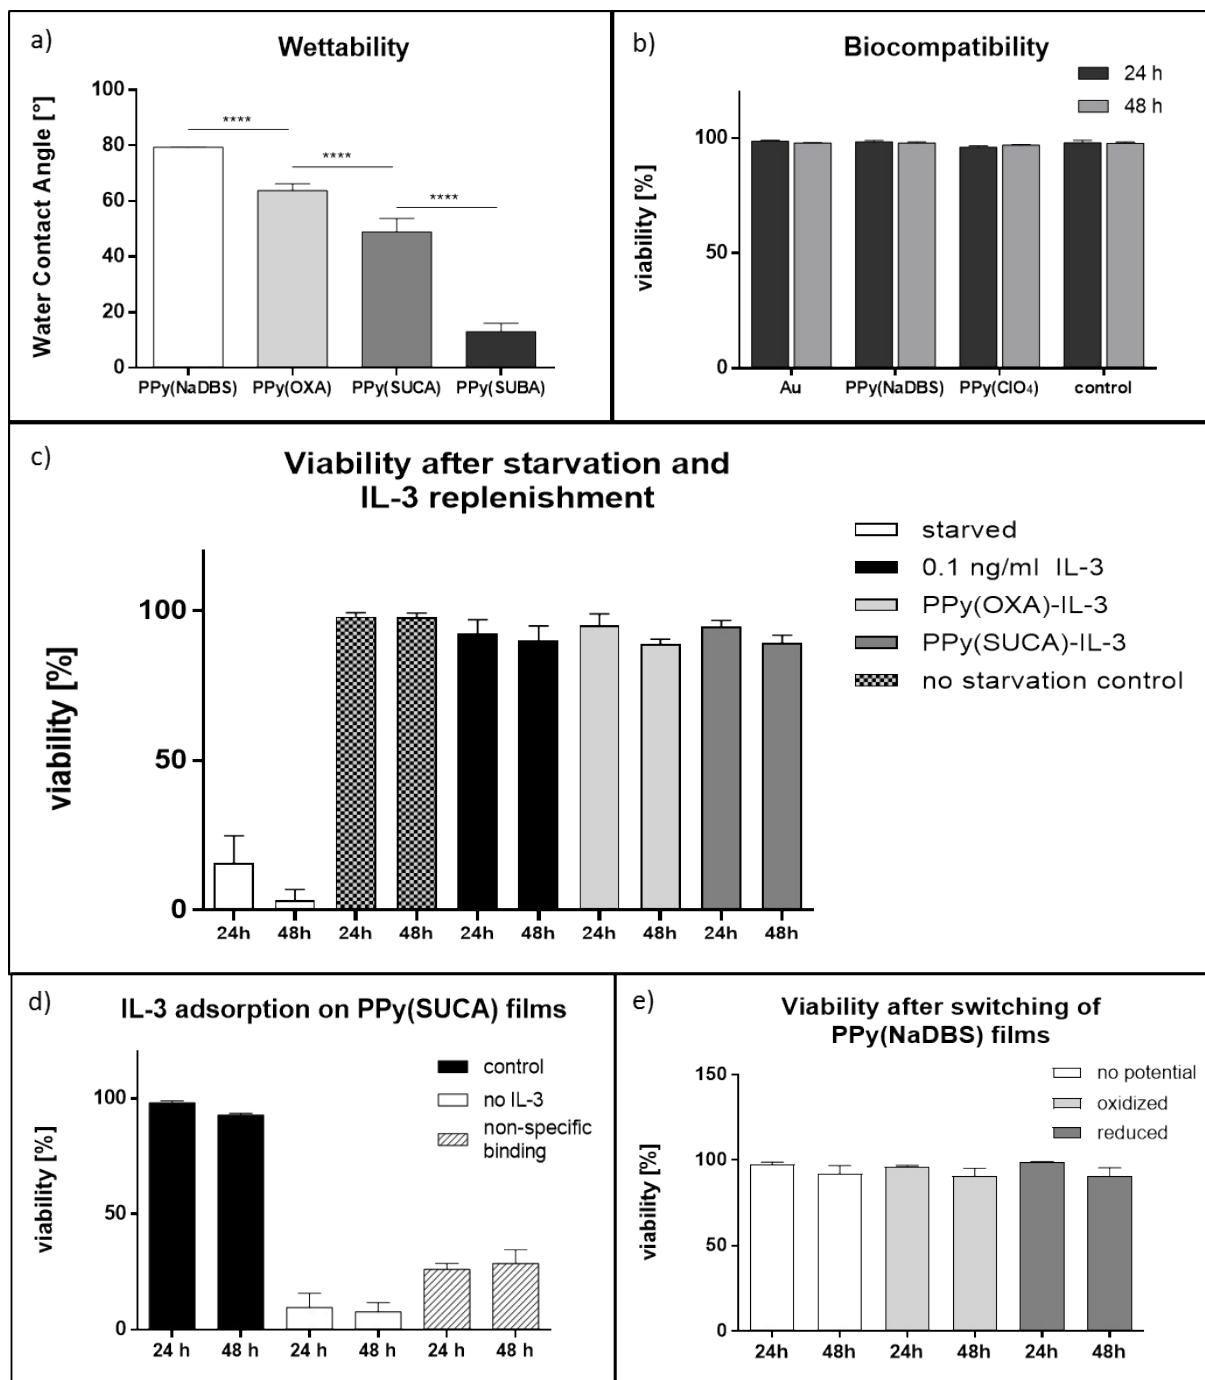 a)
Wettability
Water Contact Angle [°]
100
80
60
40
20
0
****
****
****
PPy(NaDBS) PPy(OXA) PPy(SUCA) PPy(SUBA)
b)
Biocompatibility
24 h
48 h
viability [%]
100
50
0
Au PPy(NaDBS) PPy(ClO₄) control
c)
Viability after starvation and
IL-3 replenishment
starved
0.1 ng/ml IL-3
PPy(OXA)-IL-3
PPy(SUCA)-IL-3
no starvation control
viability [%]
100
50
0
24h 48h 24h 48h 24h 48h 24h 48h 24h 48h
d)
IL-3 adsorption on PPy(SUCA) films
control
no IL-3
non-specific
binding
viability [%]
100
50
0
24 h 48 h 24 h 48 h 24 h 48 h
e)
Viability after switching of
PPy(NaDBS) films
no potential
oxidized
reduced
viability [%]
150
100
50
0
24h 48h 24h 48h 24h 48h